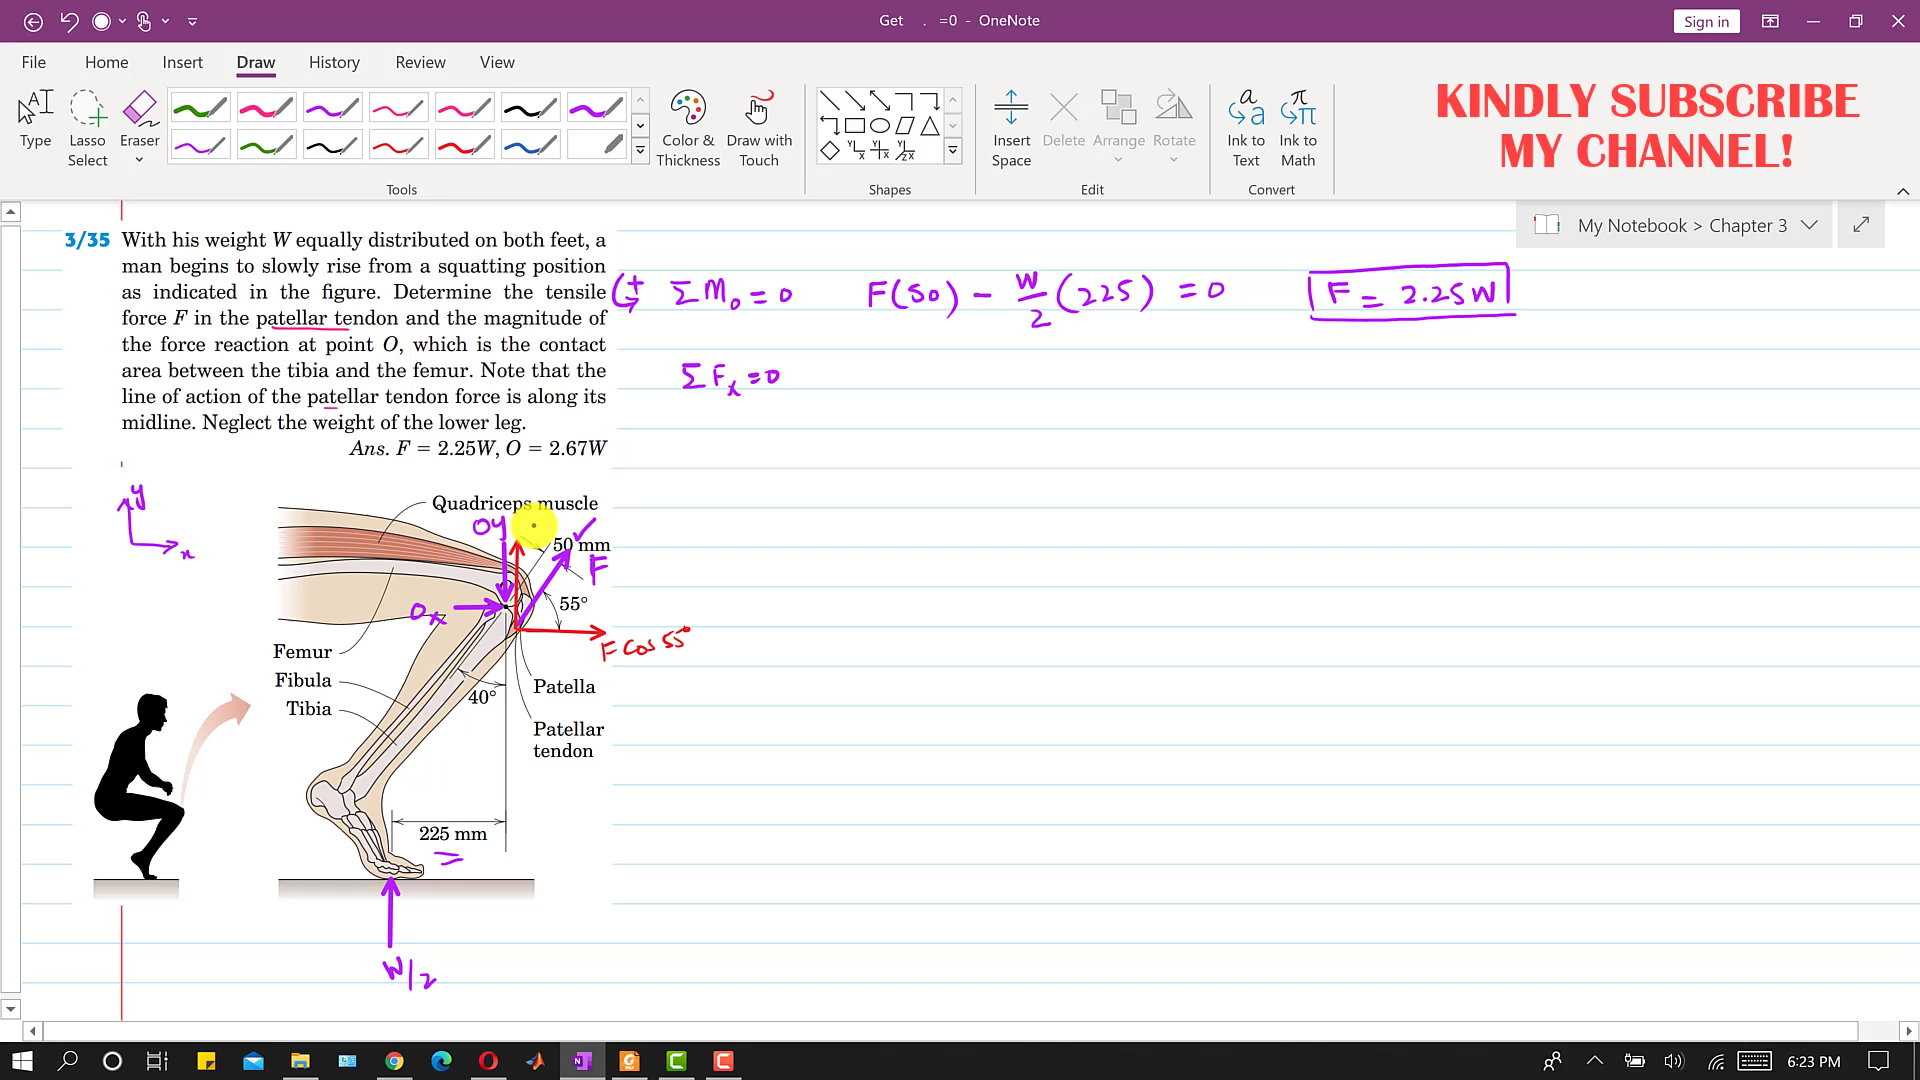 Get . =0 - OneNote
Sign in
File Home Insert Draw History Review View
Type
Lasso Select
Eraser
Color & Thickness
Draw with Touch
Insert Space
Delete
Arrange
Rotate
Ink to Text
Ink to Math
Tools
Shapes
Edit
Convert
KINDLY SUBSCRIBE
MY CHANNEL!
My Notebook > Chapter 3
3/35 With his weight W equally distributed on both feet, a
man begins to slowly rise from a squatting position
as indicated in the figure. Determine the tensile
force F in the patellar tendon and the magnitude of
the force reaction at point O, which is the contact
area between the tibia and the femur. Note that the
line of action of the patellar tendon force is along its
midline. Neglect the weight of the lower leg.
Ans. F = 2.25W, O = 2.67W
+ ΣM₀ = 0 F(50) - W/2 (225) = 0 F = 2.25W
ΣFx = 0
y
x
Quadriceps muscle
Oy
50 mm
F
55°
Ox
F Cos 55°
Femur
Fibula
Tibia
40°
Patella
Patellar
tendon
225 mm
W/2
6:23 PM